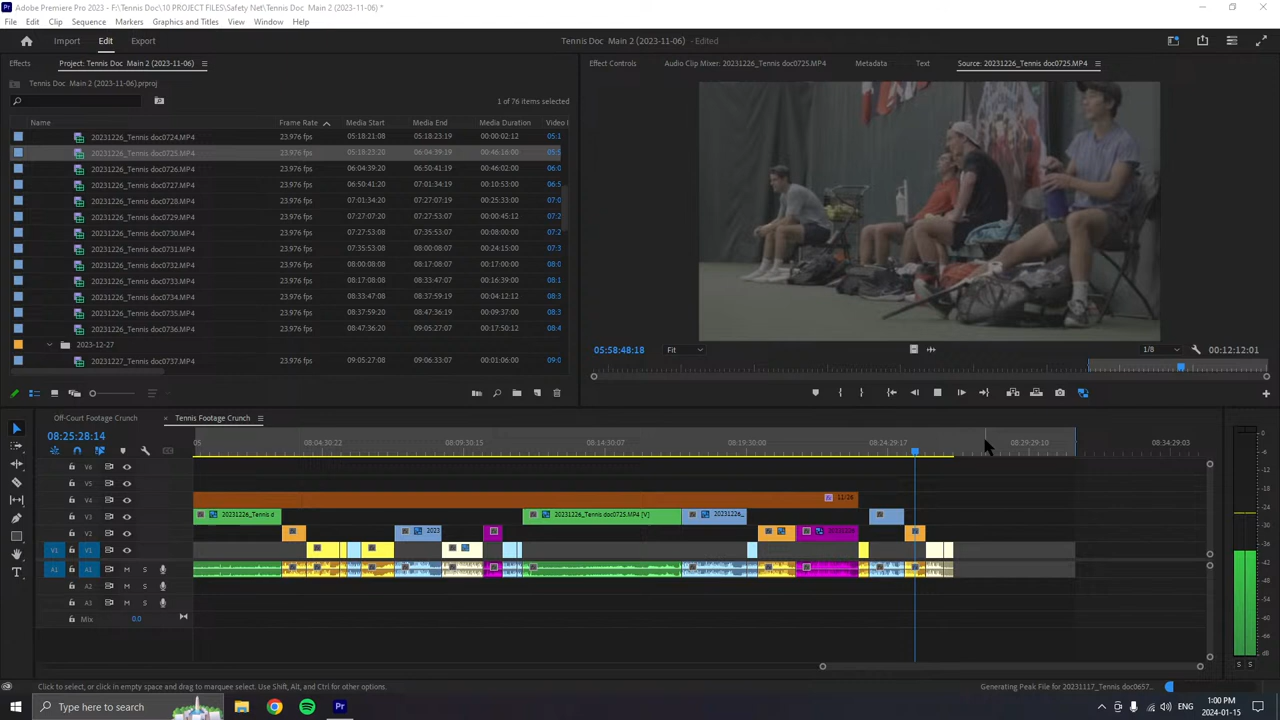 Adobe Premiere Pro 2023 - F:\Tennis Doc\10 PROJECT FILES\Safety Net\Tennis Doc  Main 2 (2023-11-06) *
File Edit Clip Sequence Markers Graphics and Titles View Window Help
Import Edit Export
Tennis Doc  Main 2 (2023-11-06) - Edited
Effects
Project: Tennis Doc  Main 2 (2023-11-06)
Effect Controls
Audio Clip Mixer: 20231226_Tennis doc0725.MP4
Metadata
Text
Source: 20231226_Tennis doc0725.MP4
Tennis Doc  Main 2 (2023-11-06).prproj
1 of 76 items selected
Name Frame Rate Media Start Media End Media Duration Video I
20231226_Tennis doc0724.MP4 23.976 fps 05:18:21:08 05:18:23:19 00:00:02:12 05:1
20231226_Tennis doc0725.MP4 23.976 fps 05:18:23:20 06:04:39:19 00:46:16:00 05:5
20231226_Tennis doc0726.MP4 23.976 fps 06:04:39:20 06:50:41:19 00:46:02:00 06:0
20231226_Tennis doc0727.MP4 23.976 fps 06:50:41:20 07:01:34:19 00:10:53:00 06:5
20231226_Tennis doc0728.MP4 23.976 fps 07:01:34:20 07:27:07:19 00:25:33:00 07:0
20231226_Tennis doc0729.MP4 23.976 fps 07:27:07:20 07:27:53:07 00:00:45:12 07:2
20231226_Tennis doc0730.MP4 23.976 fps 07:27:53:08 07:35:53:07 00:08:00:00 07:2
20231226_Tennis doc0731.MP4 23.976 fps 07:35:53:08 08:00:08:07 00:24:15:00 07:3
20231226_Tennis doc0732.MP4 23.976 fps 08:00:08:08 08:17:08:07 00:17:00:00 08:1
20231226_Tennis doc0733.MP4 23.976 fps 08:17:08:08 08:33:47:07 00:16:39:00 08:2
20231226_Tennis doc0734.MP4 23.976 fps 08:33:47:08 08:37:59:19 00:04:12:12 08:3
20231226_Tennis doc0735.MP4 23.976 fps 08:37:59:20 08:47:36:19 00:09:37:00 08:4
20231226_Tennis doc0736.MP4 23.976 fps 08:47:36:20 09:05:27:08 00:17:50:12 08:4
2023-12-27
20231227_Tennis doc0737.MP4 23.976 fps 09:05:27:08 09:06:33:07 00:01:06:00 09:0
05:58:48:18 Fit 1/8 00:12:12:01
Off-Court Footage Crunch
× Tennis Footage Crunch
08:25:28:14
05 08:04:30:22 08:09:30:15 08:14:30:07 08:19:30:00 08:24:29:17 08:29:29:10 08:34:29:03
V6
V5
V4 11/26
V3 20231226_Tennis d 20231226_Tennis doc0725.MP4 [V] 20231226_
V2 2023 20231226
V1 V1
A1 A1 M S
A2 M S
A3 M S
Mix 0.0
0
-6
-12
-18
-24
-30
-36
-42
-48
-54
dB
S S
Click to select, or click in empty space and drag to marquee select. Use Shift, Alt, and Ctrl for other options.
Generating Peak File for 20231117_Tennis doc0657...
Type here to search
ENG
1:00 PM
2024-01-15